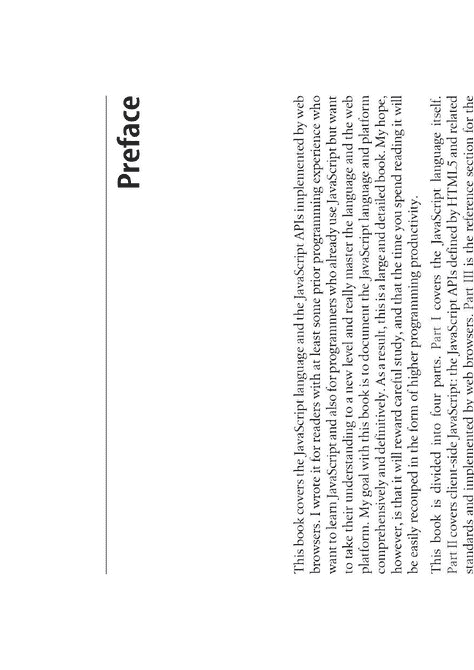 Preface
This book covers the JavaScript language and the JavaScript APIs implemented by web
browsers. I wrote it for readers with at least some prior programming experience who
want to learn JavaScript and also for programmers who already use JavaScript but want
to take their understanding to a new level and really master the language and the web
platform. My goal with this book is to document the JavaScript language and platform
comprehensively and definitively. As a result, this is a large and detailed book. My hope,
however, is that it will reward careful study, and that the time you spend reading it will
be easily recouped in the form of higher programming productivity.
This book is divided into four parts. Part I covers the JavaScript language itself.
Part II covers client-side JavaScript: the JavaScript APIs defined by HTML5 and related
standards and implemented by web browsers. Part III is the reference section for the